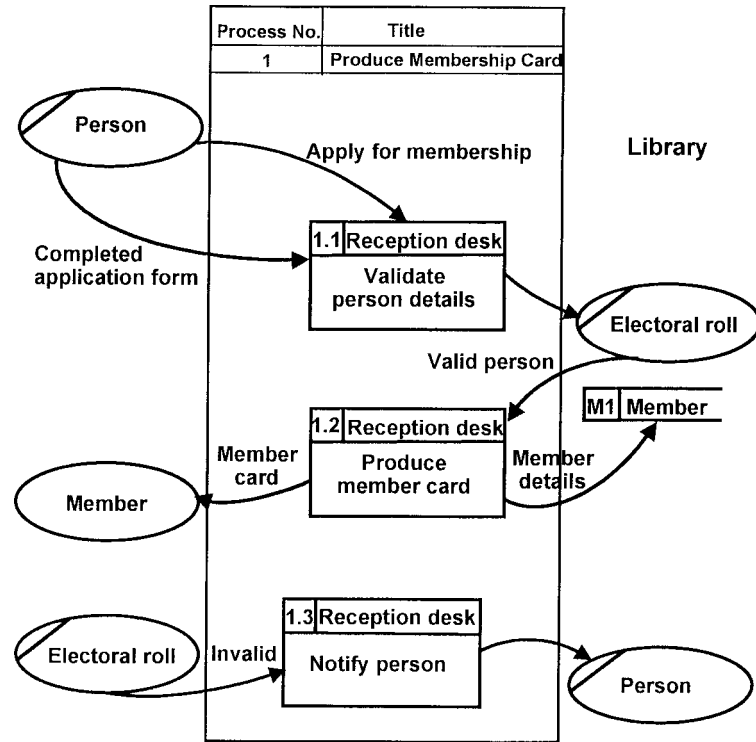 Process No. Title
1 Produce Membership Card
Person
Apply for membership
Library
Completed
application form
1.1 Reception desk
Validate
person details
Electoral roll
Valid person
M1 Member
1.2 Reception desk
Produce
member card
Member
card
Member
details
Member
1.3 Reception desk
Notify person
Electoral roll
Invalid
Person